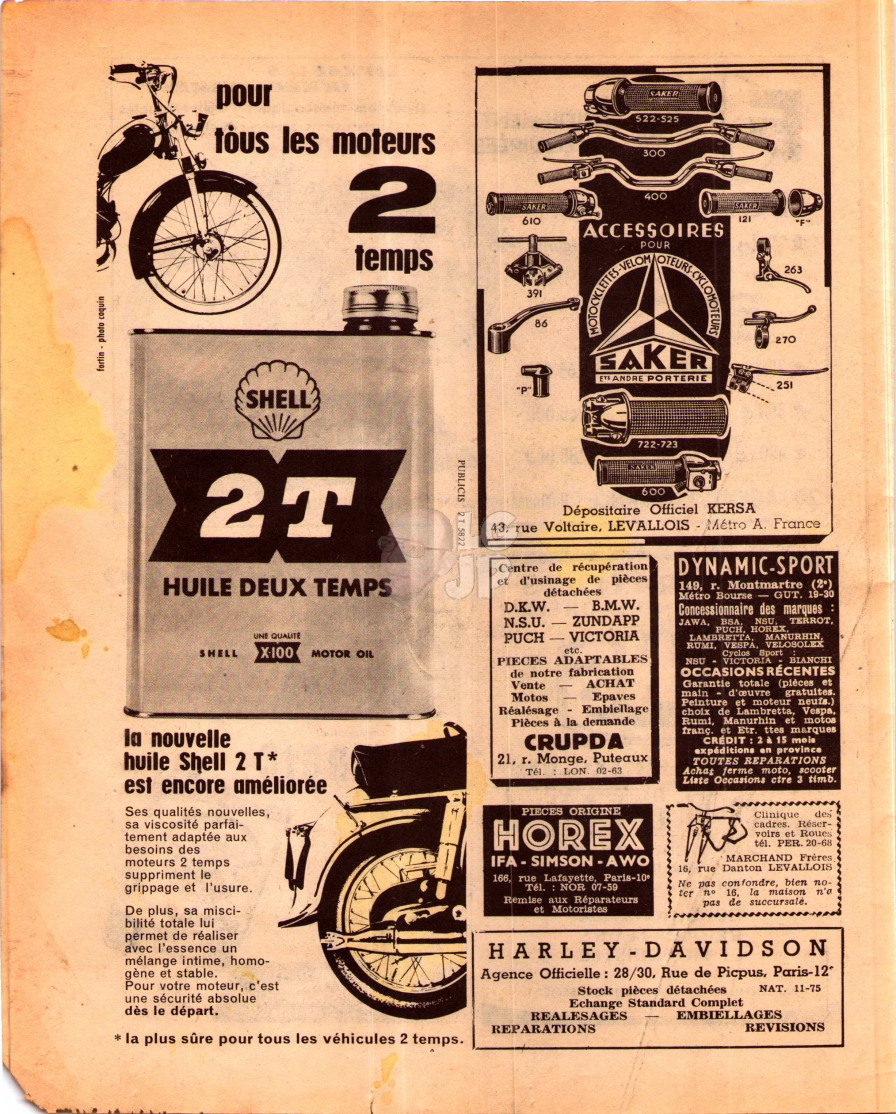 pour
tous les moteurs
2
temps
fortin - photo coquin
SHELL
2T
HUILE DEUX TEMPS
UNE QUALITÉ
SHELL X-100 MOTOR OIL
PUBLICIS 2 T 5822
la nouvelle
huile Shell 2 T*
est encore améliorée
Ses qualités nouvelles,
sa viscosité parfai-
tement adaptée aux
besoins des
moteurs 2 temps
suppriment le
grippage et l'usure.
De plus, sa misci-
bilité totale lui
permet de réaliser
avec l'essence un
mélange intime, homo-
gène et stable.
Pour votre moteur, c'est
une sécurité absolue
dès le départ.
* la plus sûre pour tous les véhicules 2 temps.
SAKER
522-525
300
400
SAKER
610
SAKER
121
"F"
ACCESSOIRES
POUR
MOTOCYCLETTES-VELOMOTEURS-CYCLOMOTEURS
391
263
86
270
SAKER
ETS ANDRE PORTERIE
"P"
251
722-723
SAKER
600
Dépositaire Officiel KERSA
43, rue Voltaire, LEVALLOIS - Métro A. France
Centre de récupération
et d'usinage de pièces
détachées
D.K.W. — B.M.W.
N.S.U. — ZUNDAPP
PUCH — VICTORIA
etc.
PIECES ADAPTABLES
de notre fabrication
Vente — ACHAT
Motos — Epaves
Réalésage - Embiellage
Pièces à la demande
CRUPDA
21, r. Monge, Puteaux
Tél. : LON. 02-63
DYNAMIC-SPORT
149, r. Montmartre (2e)
Métro Bourse — GUT. 19-30
Concessionnaire des marques :
JAWA, BSA, NSU, TERROT,
PUCH, HOREX,
LAMBRETTA, MANURHIN,
RUMI, VESPA, VELOSOLEX
Cyclos Sport :
NSU - VICTORIA - BIANCHI
OCCASIONS RÉCENTES
Garantie totale (pièces et
main - d'œuvre gratuites.
Peinture et moteur neufs.)
choix de Lambretta, Vespa,
Rumi, Manurhin et motos
franç. et Etr. ttes marques
CRÉDIT : 2 à 15 mois
expéditions en province
TOUTES REPARATIONS
Achat ferme moto, scooter
Liste Occasions ctre 3 timb.
PIECES ORIGINE
HOREX
IFA - SIMSON - AWO
166, rue Lafayette, Paris-10e
Tél. : NOR 07-59
Remise aux Réparateurs
et Motoristes
Clinique des
cadres. Réser-
voirs et Roues
tél. PER. 20-68
MARCHAND Frères
16, rue Danton LEVALLOIS
Ne pas confondre, bien no-
ter n° 16, la maison n'a
pas de succursale.
HARLEY-DAVIDSON
Agence Officielle : 28/30, Rue de Picpus, Paris-12e
Stock pièces détachées NAT. 11-75
Echange Standard Complet
REALESAGES — EMBIELLAGES
REPARATIONS REVISIONS